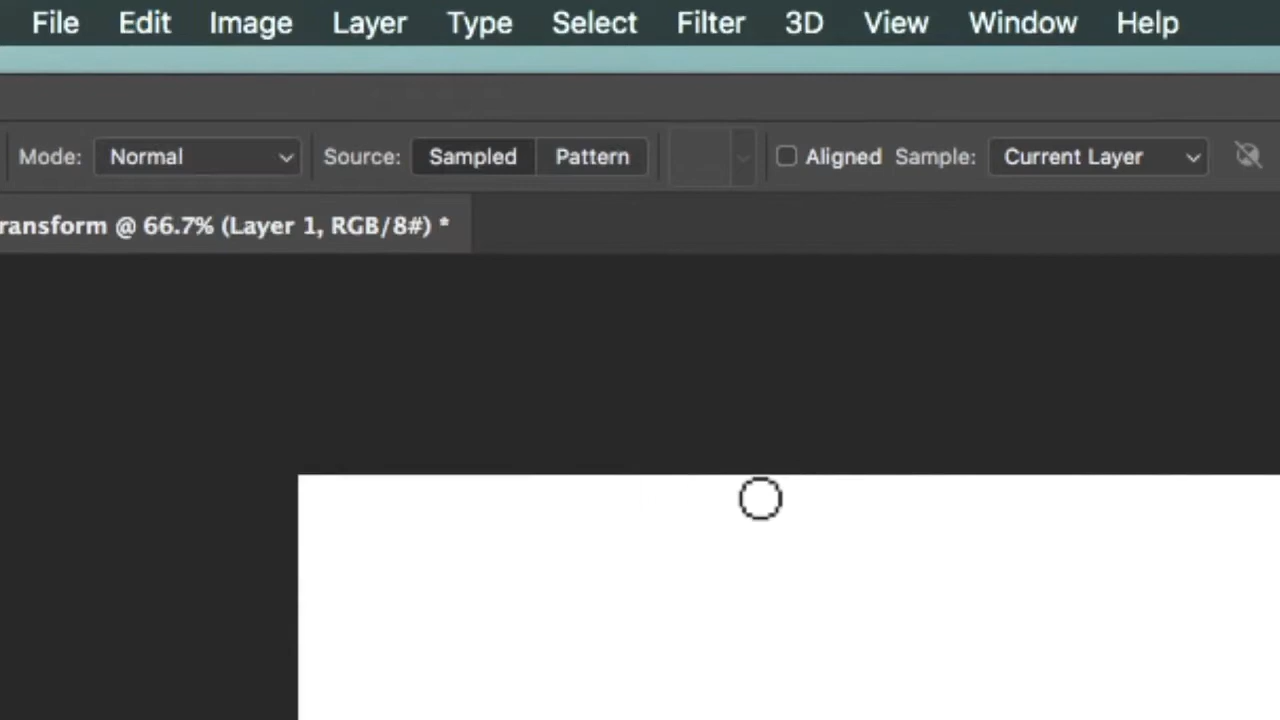 File Edit Image Layer Type Select Filter 3D View Window Help
Mode: Normal Source: Sampled Pattern Aligned Sample: Current Layer
ransform @ 66.7% (Layer 1, RGB/8#) *